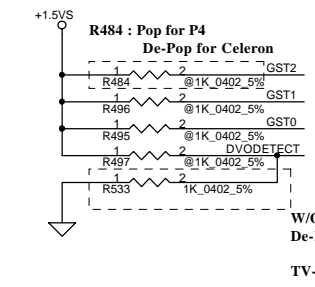 +1.5VS
R484 : Pop for P4
De-Pop for Celeron
1 2 GST2
R484 @1K_0402_5%
1 2 GST1
R496 @1K_0402_5%
1 2 GST0
R495 @1K_0402_5%
1 2 DVODETECT
R497 @1K_0402_5%
1 2
R533 1K_0402_5%
W/O
De-
TV-